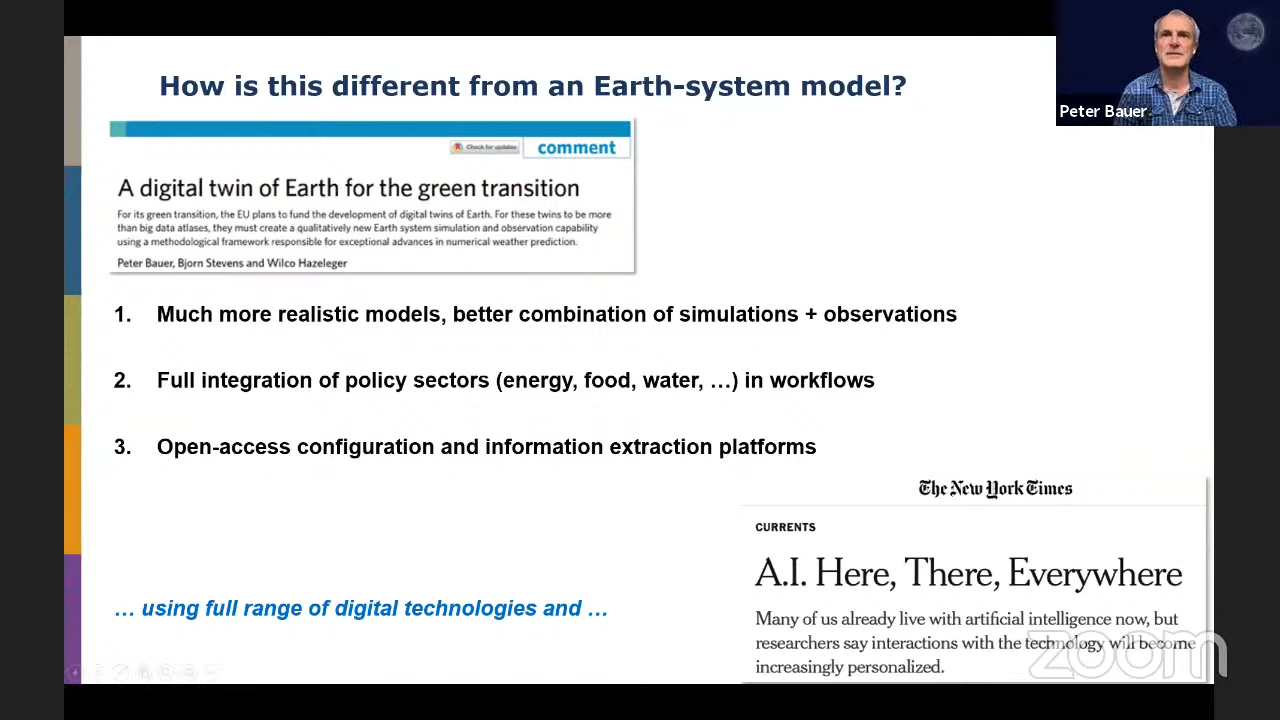 How is this different from an Earth-system model?
Peter Bauer
Check for updates
comment
A digital twin of Earth for the green transition
For its green transition, the EU plans to fund the development of digital twins of Earth. For these twins to be more
than big data atlases, they must create a qualitatively new Earth system simulation and observation capability
using a methodological framework responsible for exceptional advances in numerical weather prediction.
Peter Bauer, Bjorn Stevens and Wilco Hazeleger
1. Much more realistic models, better combination of simulations + observations
2. Full integration of policy sectors (energy, food, water, …) in workflows
3. Open-access configuration and information extraction platforms
… using full range of digital technologies and …
The New York Times
CURRENTS
A.I. Here, There, Everywhere
Many of us already live with artificial intelligence now, but
researchers say interactions with the technology will become
increasingly personalized.
zoom